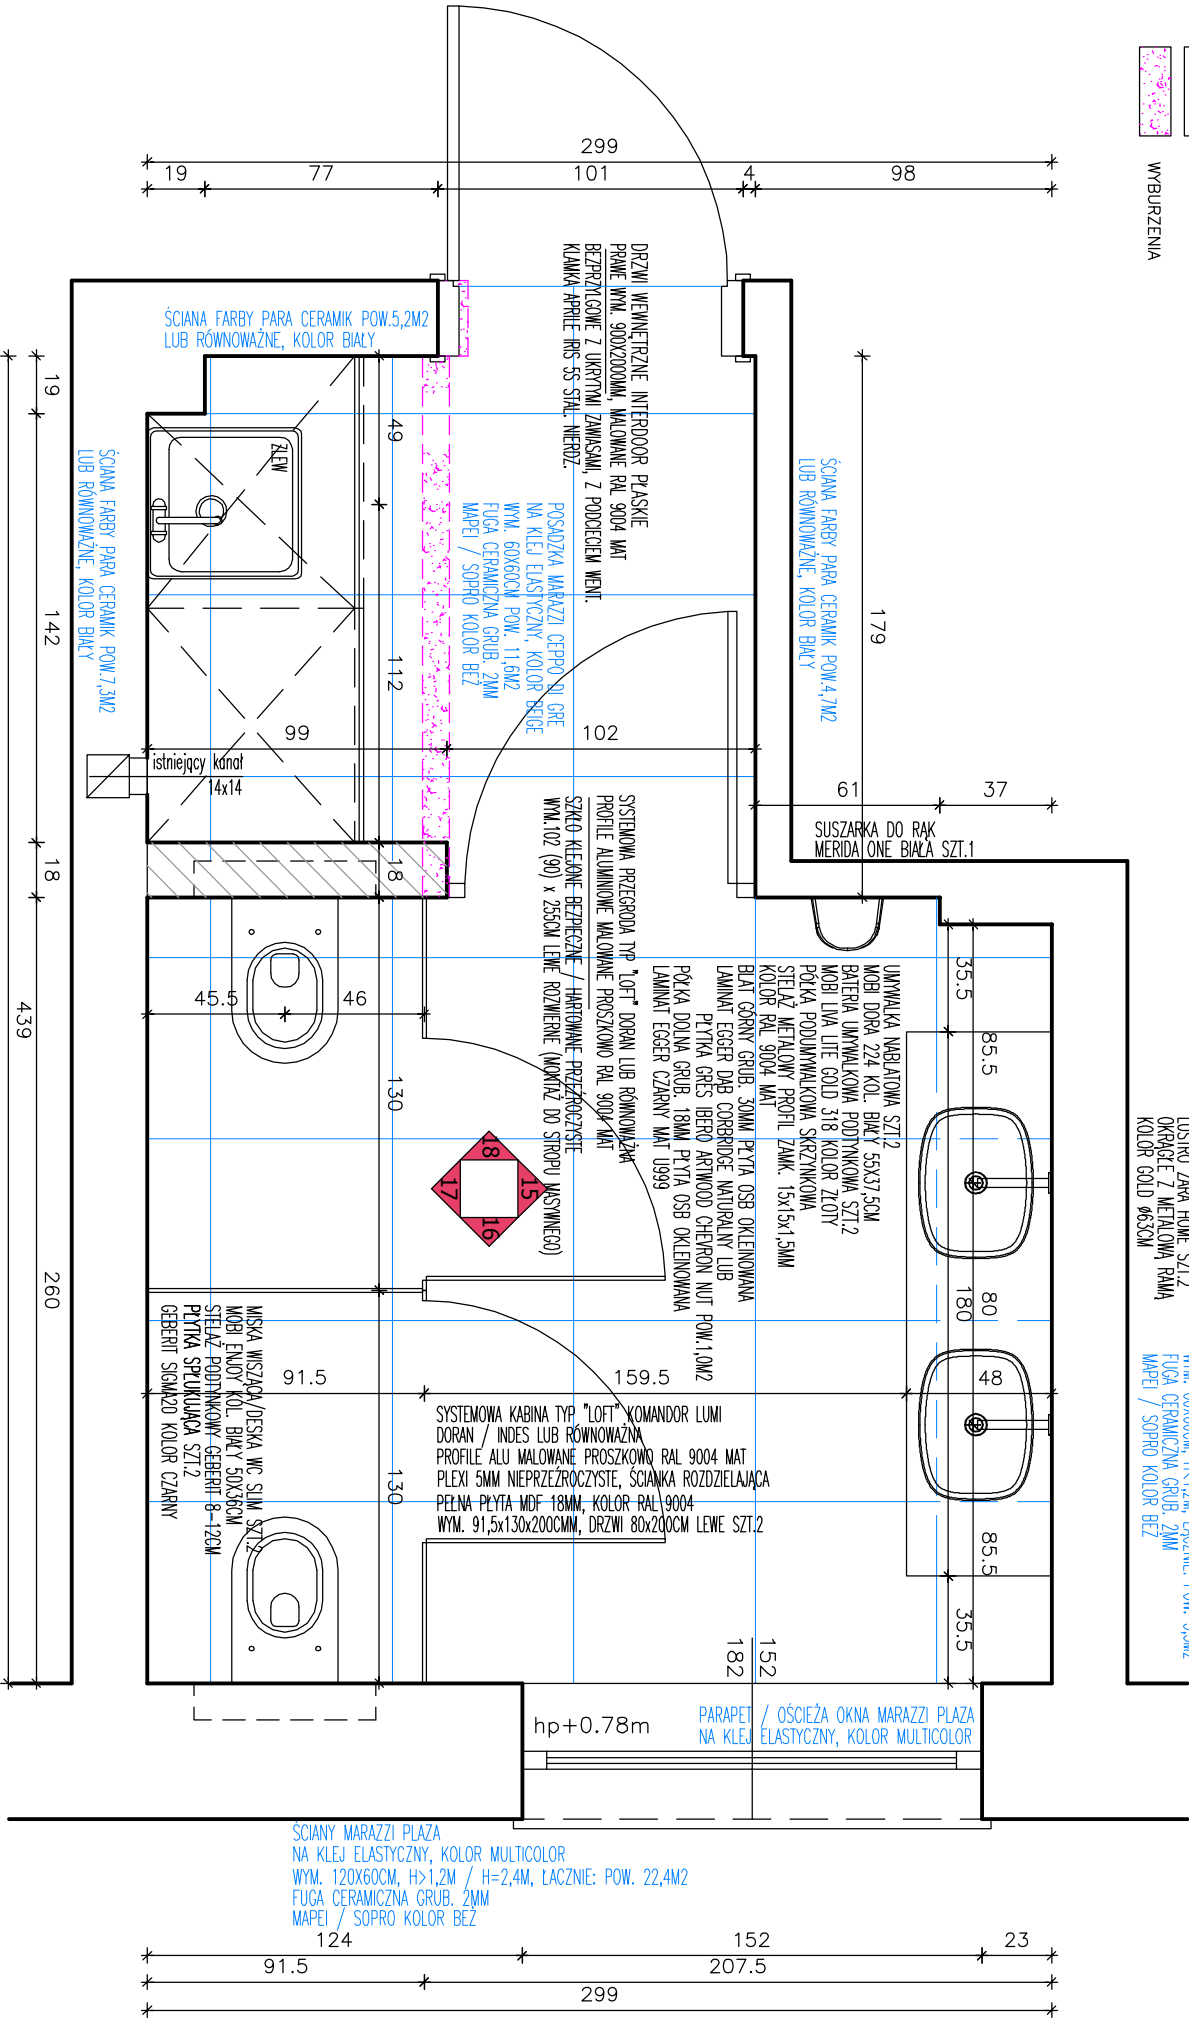 WYBURZENIA
299
19
77
101
4
98
ŚCIANA FARBY PARA CERAMIK POW.5,2M2
LUB RÓWNOWAŻNE, KOLOR BIAŁY
DRZWI WEWNĘTRZNE INTERDOOR PŁASKIE
PRAWE WYM. 900X2000MM, MALOWANE RAL 9004 MAT
BEZPRZYLGOWE Z UKRYTYMI ZAWIASAMI, Z PODCIĘCIEM WENT.
KLAMKA APRILE IRIS 5S STAL. NIERDZ.
19
49
ZLEW
ŚCIANA FARBY PARA CERAMIK POW.7,3M2
LUB RÓWNOWAŻNE, KOLOR BIAŁY
POSADZKA MARAZZI CEPPO DI GRE
NA KLEJ ELASTYCZNY, KOLOR BEIGE
WYM. 60X60CM POW. 11,6M2
FUGA CERAMICZNA GRUB. 2MM
MAPEI / SOPRO KOLOR BEŻ
ŚCIANA FARBY PARA CERAMIK POW.4,7M2
LUB RÓWNOWAŻNE, KOLOR BIAŁY
142
112
179
99
102
istniejący kanał
14x14
61
37
SUSZARKA DO RĄK
MERIDA ONE BIAŁA SZT.1
18
18
SYSTEMOWA PRZEGRODA TYP "LOFT" DORAN LUB RÓWNOWAŻNA
PROFILE ALUMINIOWE MALOWANE PROSZKOWO RAL 9004 MAT
SZKŁO KLEJONE BEZPIECZNE / HARTOWANE PRZEŹROCZYSTE
WYM.102 (90) x 255CM LEWE ROZWIERNE (MONTAŻ DO STROPU MASYWNEGO)
439
45.5
46
130
35.5
85.5
UMYWALKA NABLATOWA SZT.2
MOBI DORA 224 KOL. BIAŁY 55X37,5CM
BATERIA UMYWALKOWA PODTYNKOWA SZT.2
MOBI LIVA LITE GOLD 318 KOLOR ZŁOTY
PÓŁKA PODUMYWALKOWA SKRZYNKOWA
STELAŻ METALOWY PROFIL ZAMK. 15x15x1,5MM
KOLOR RAL 9004 MAT
BLAT GÓRNY GRUB. 30MM PŁYTA OSB OKLEINOWANA
LAMINAT EGGER DĄB CORBRIDGE NATURALNY LUB
PŁYTKA GRES IBERO ARTWOOD CHEVRON NUT POW.1,0M2
PÓŁKA DOLNA GRUB. 18MM PŁYTA OSB OKLEINOWANA
LAMINAT EGGER CZARNY MAT U999
LUSTRO ZARA HOME SZT.2
OKRĄGŁE Z METALOWĄ RAMĄ
KOLOR GOLD Ø63CM
18
17
15
16
260
80
180
91.5
159.5
48
MISKA WISZĄCA/DESKA WC SLIM SZT.2
MOBI ENJOY KOL. BIAŁY 50X36CM
STELAŻ PODTYNKOWY GEBERIT 8-12CM
PŁYTKA SPŁUKUJĄCA SZT.2
GEBERIT SIGMA20 KOLOR CZARNY
SYSTEMOWA KABINA TYP "LOFT" KOMANDOR LUMI
DORAN / INDES LUB RÓWNOWAŻNA
PROFILE ALU MALOWANE PROSZKOWO RAL 9004 MAT
PLEXI 5MM NIEPRZEŹROCZYSTE, ŚCIANKA ROZDZIELAJĄCA
PEŁNA PŁYTA MDF 18MM, KOLOR RAL 9004
WYM. 91,5x130x200CMM, DRZWI 80x200CM LEWE SZT.2
FUGA CERAMICZNA GRUB. 2MM
MAPEI / SOPRO KOLOR BEŻ
130
85.5
35.5
152
182
hp+0.78m
PARAPET / OŚCIEŻA OKNA MARAZZI PLAZA
NA KLEJ ELASTYCZNY, KOLOR MULTICOLOR
ŚCIANY MARAZZI PLAZA
NA KLEJ ELASTYCZNY, KOLOR MULTICOLOR
WYM. 120X60CM, H>1,2M / H=2,4M, ŁĄCZNIE: POW. 22,4M2
FUGA CERAMICZNA GRUB. 2MM
MAPEI / SOPRO KOLOR BEŻ
124
152
23
91.5
207.5
299